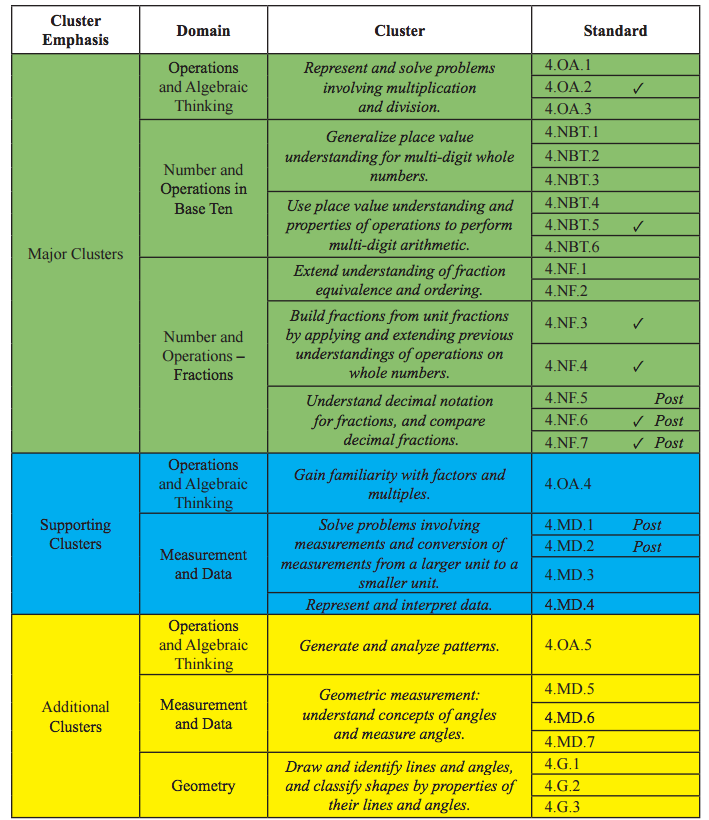 Cluster
Emphasis
Domain
Cluster
Standard
Major Clusters
Operations
and Algebraic
Thinking
Represent and solve problems
involving multiplication
and division.
4.OA.1
4.OA.2 ✓
4.OA.3
Number and
Operations in
Base Ten
Generalize place value
understanding for multi-digit whole
numbers.
4.NBT.1
4.NBT.2
4.NBT.3
Use place value understanding and
properties of operations to perform
multi-digit arithmetic.
4.NBT.4
4.NBT.5 ✓
4.NBT.6
Number and
Operations –
Fractions
Extend understanding of fraction
equivalence and ordering.
4.NF.1
4.NF.2
Build fractions from unit fractions
by applying and extending previous
understandings of operations on
whole numbers.
4.NF.3 ✓
4.NF.4 ✓
Understand decimal notation
for fractions, and compare
decimal fractions.
4.NF.5 Post
4.NF.6 ✓ Post
4.NF.7 ✓ Post
Supporting
Clusters
Operations
and Algebraic
Thinking
Gain familiarity with factors and
multiples.
4.OA.4
Measurement
and Data
Solve problems involving
measurements and conversion of
measurements from a larger unit to a
smaller unit.
4.MD.1 Post
4.MD.2 Post
4.MD.3
Represent and interpret data.
4.MD.4
Additional
Clusters
Operations
and Algebraic
Thinking
Generate and analyze patterns.
4.OA.5
Measurement
and Data
Geometric measurement:
understand concepts of angles
and measure angles.
4.MD.5
4.MD.6
4.MD.7
Geometry
Draw and identify lines and angles,
and classify shapes by properties of
their lines and angles.
4.G.1
4.G.2
4.G.3